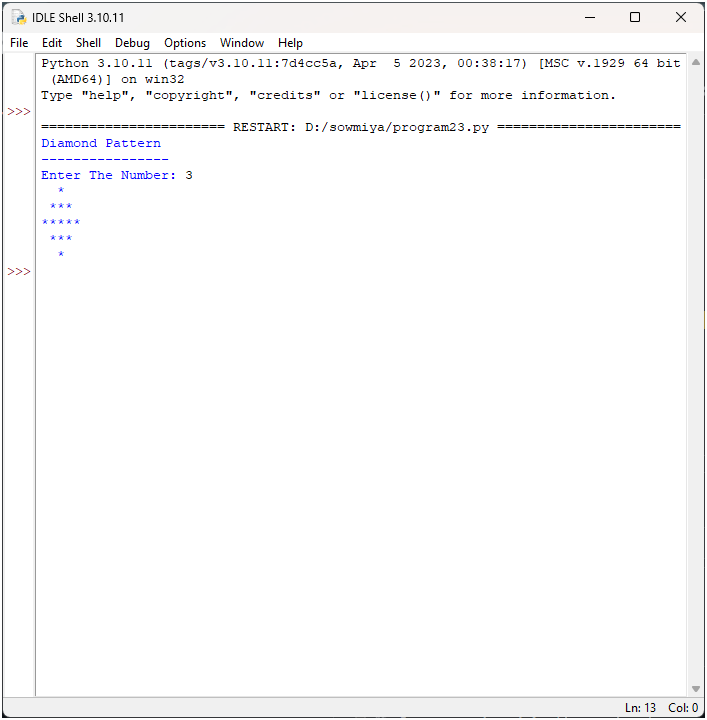 IDLE Shell 3.10.11
File Edit Shell Debug Options Window Help
Python 3.10.11 (tags/v3.10.11:7d4cc5a, Apr  5 2023, 00:38:17) [MSC v.1929 64 bit
 (AMD64)] on win32
Type "help", "copyright", "credits" or "license()" for more information.
>>>
======================= RESTART: D:/sowmiya/program23.py =======================
Diamond Pattern
----------------
Enter The Number: 3
  *
 ***
*****
 ***
  *
>>>
Ln: 13 Col: 0